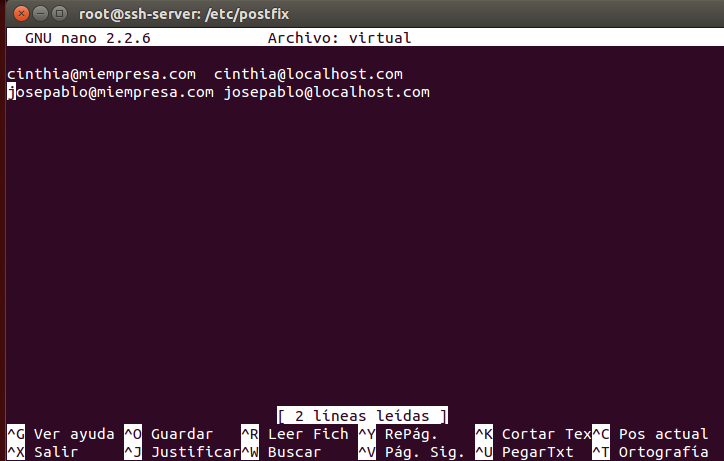 root@ssh-server: /etc/postfix
GNU nano 2.2.6 Archivo: virtual
cinthia@miempresa.com cinthia@localhost.com
josepablo@miempresa.com josepablo@localhost.com
[ 2 líneas leídas ]
^G Ver ayuda ^O Guardar ^R Leer Fich ^Y RePág. ^K Cortar Tex ^C Pos actual
^X Salir ^J Justificar ^W Buscar ^V Pág. Sig. ^U PegarTxt ^T Ortografía